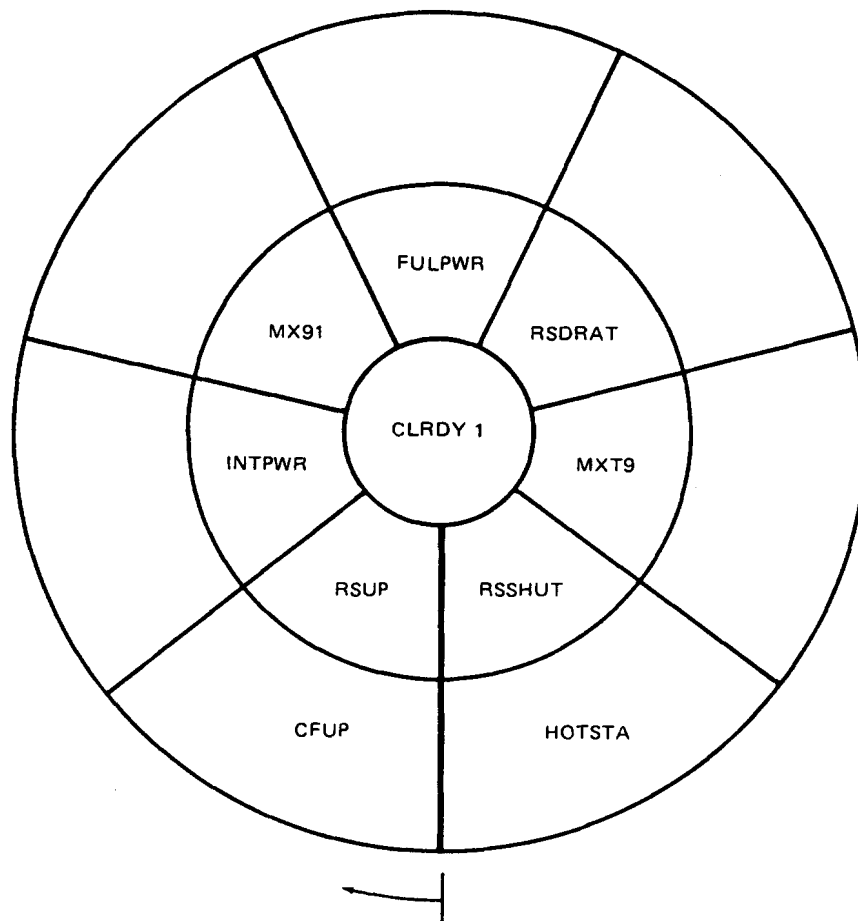 FULPWR
MX91
RSDRAT
CLRDY 1
INTPWR
MXT9
RSUP
RSSHUT
CFUP
HOTSTA